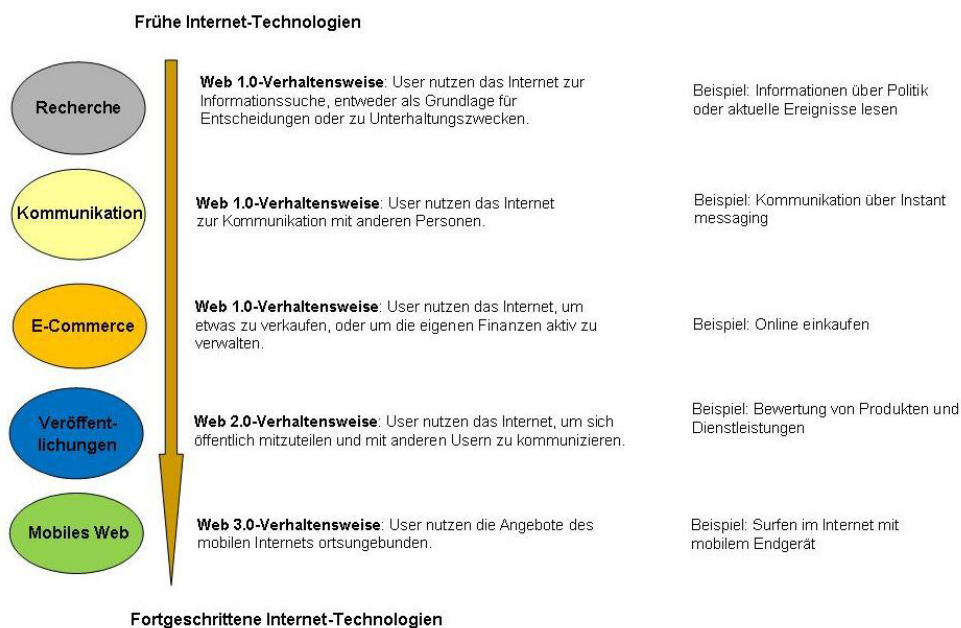 Frühe Internet-Technologien
Recherche
Web 1.0-Verhaltensweise: User nutzen das Internet zur
Informationssuche, entweder als Grundlage für
Entscheidungen oder zu Unterhaltungszwecken.
Beispiel: Informationen über Politik
oder aktuelle Ereignisse lesen
Kommunikation
Web 1.0-Verhaltensweise: User nutzen das Internet
zur Kommunikation mit anderen Personen.
Beispiel: Kommunikation über Instant
messaging
E-Commerce
Web 1.0-Verhaltensweise: User nutzen das Internet, um
etwas zu verkaufen, oder um die eigenen Finanzen aktiv zu
verwalten.
Beispiel: Online einkaufen
Veröffent-
lichungen
Web 2.0-Verhaltensweise: User nutzen das Internet, um sich
öffentlich mitzuteilen und mit anderen Usern zu kommunizieren.
Beispiel: Bewertung von Produkten und
Dienstleistungen
Mobiles Web
Web 3.0-Verhaltensweise: User nutzen die Angebote des
mobilen Internets ortsungebunden.
Beispiel: Surfen im Internet mit
mobilem Endgerät
Fortgeschrittene Internet-Technologien